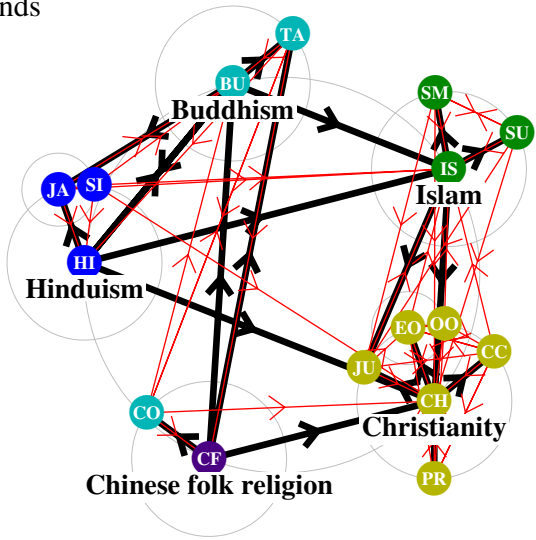 nds
TA
BU
Buddhism
SM
SU
IS
Islam
JA
SI
HI
Hinduism
EO
OO
CC
JU
CH
Christianity
CO
CF
Chinese folk religion
PR